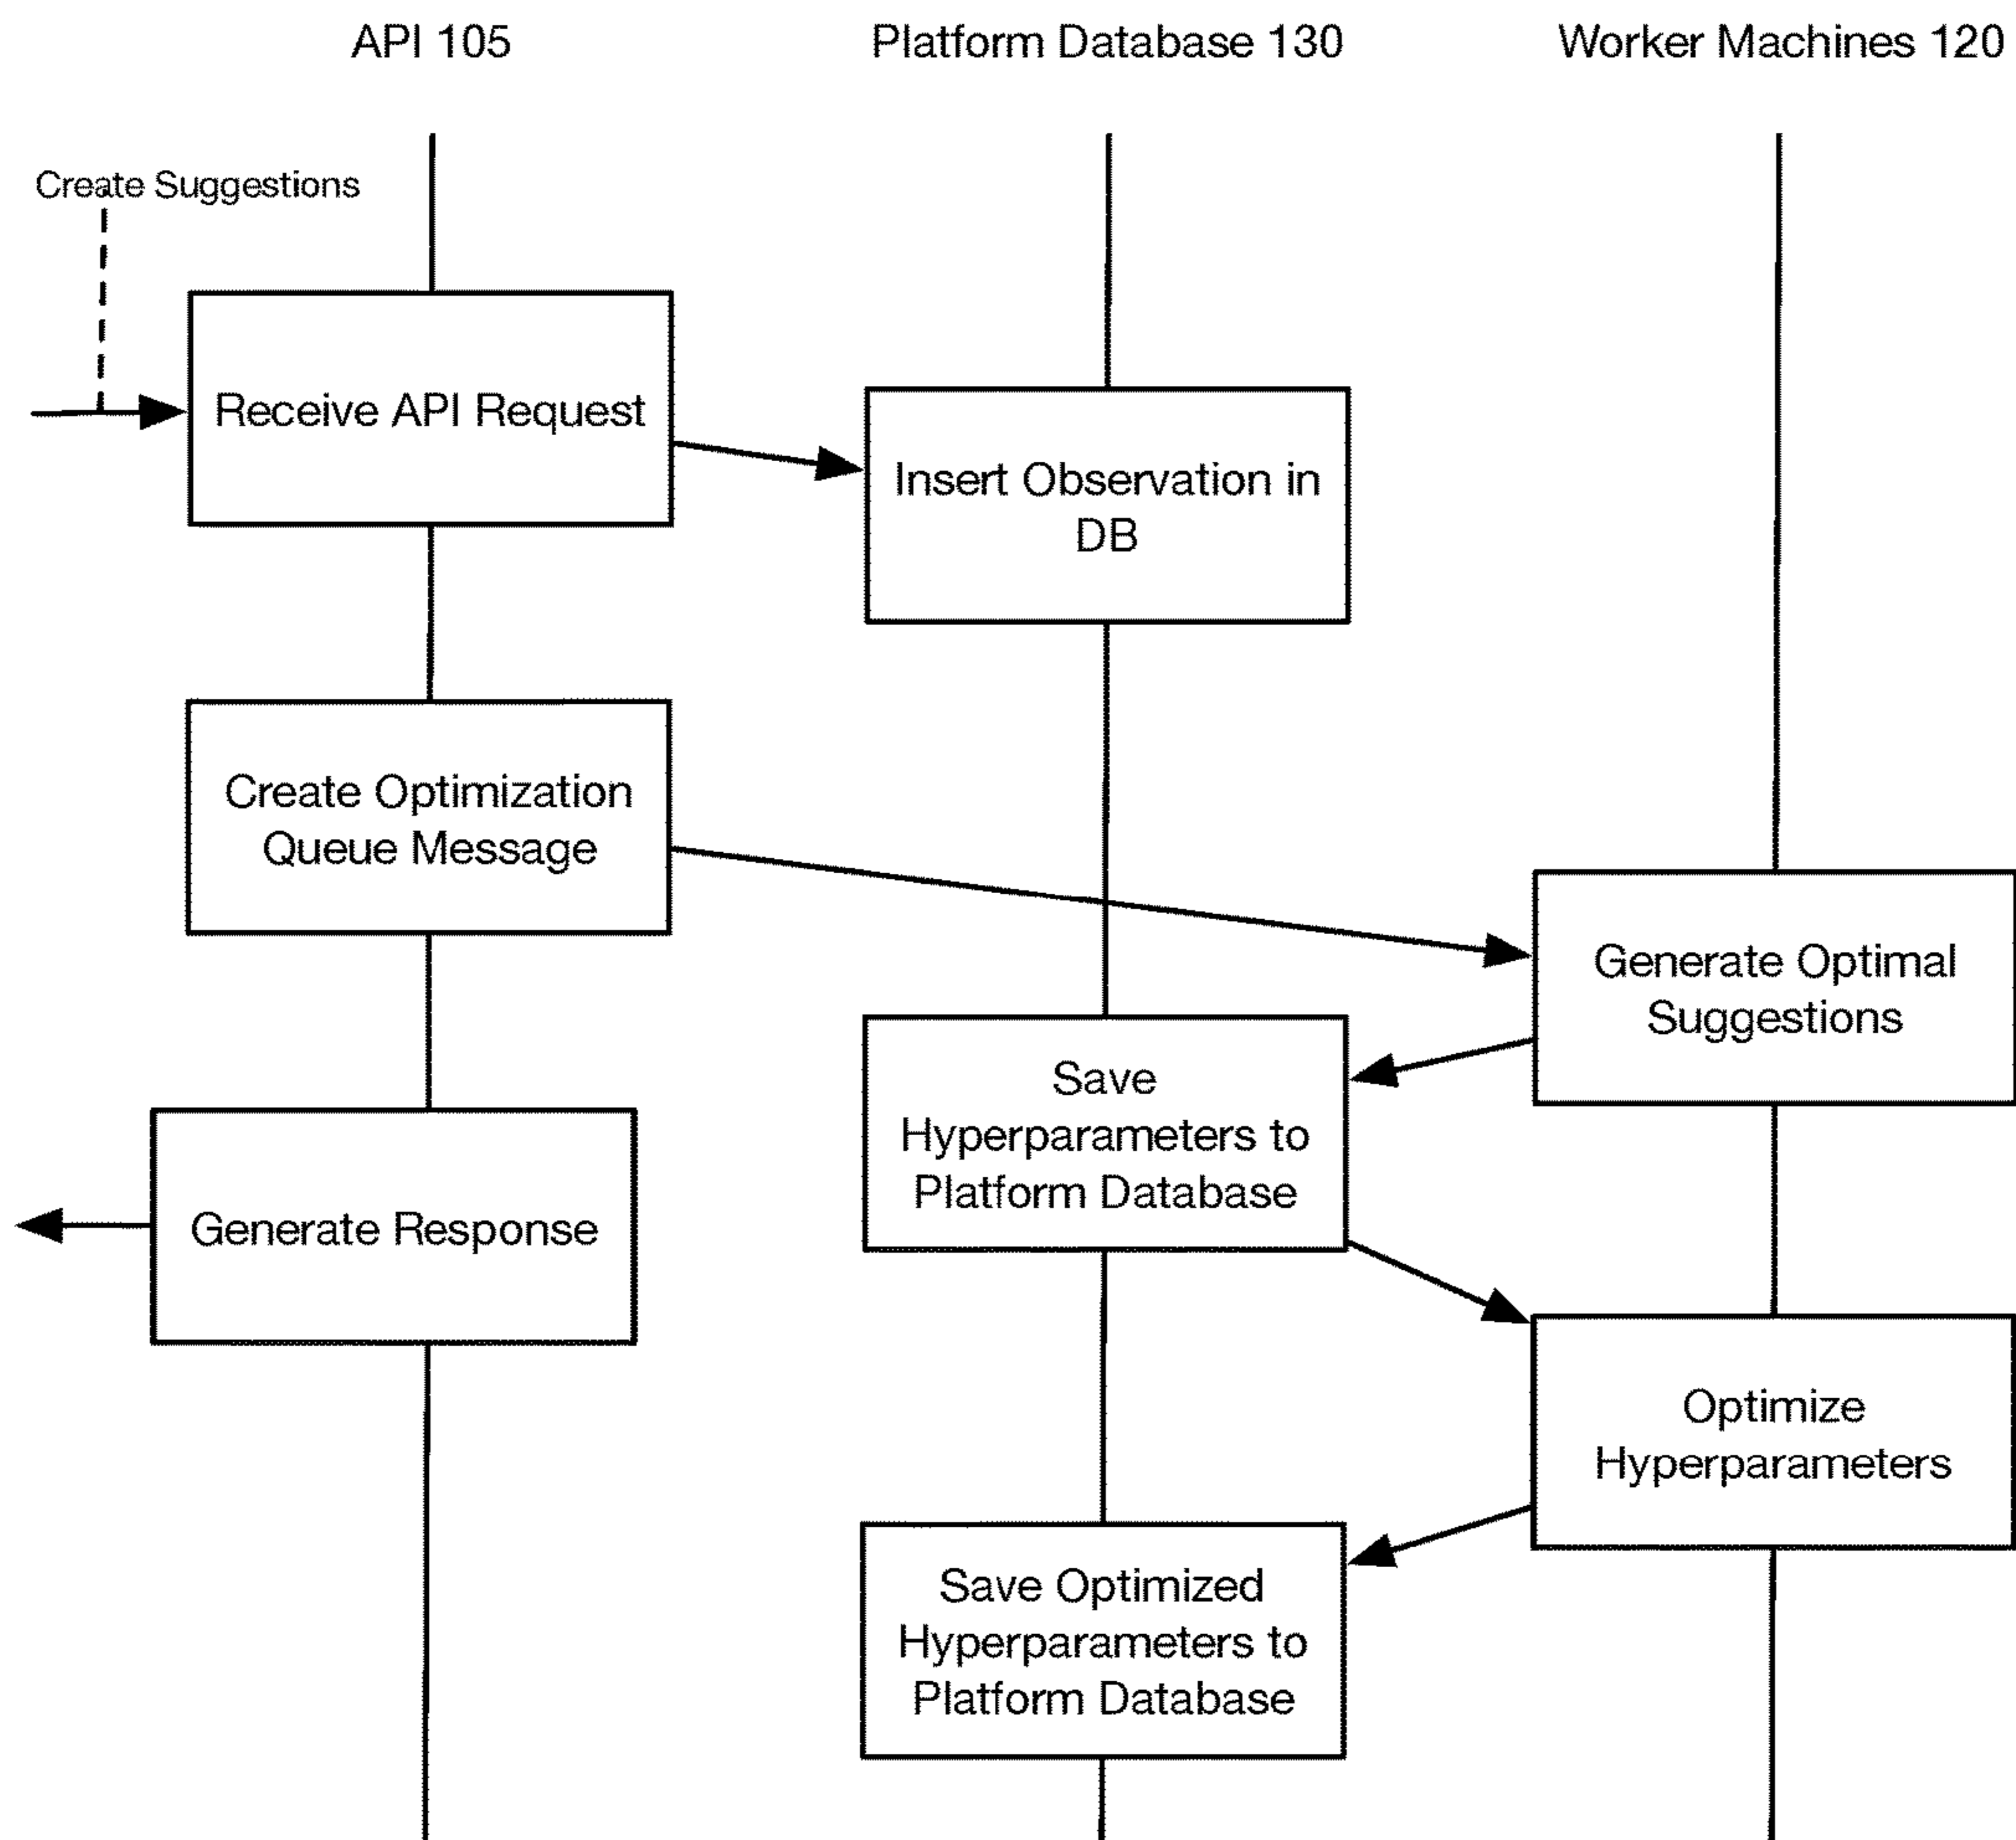 API 105
Platform Database 130
Worker Machines 120
Create Suggestions
Receive API Request
Insert Observation in
DB
Create Optimization
Queue Message
Generate Optimal
Suggestions
Save
Hyperparameters to
Platform Database
Generate Response
Optimize
Hyperparameters
Save Optimized
Hyperparameters to
Platform Database